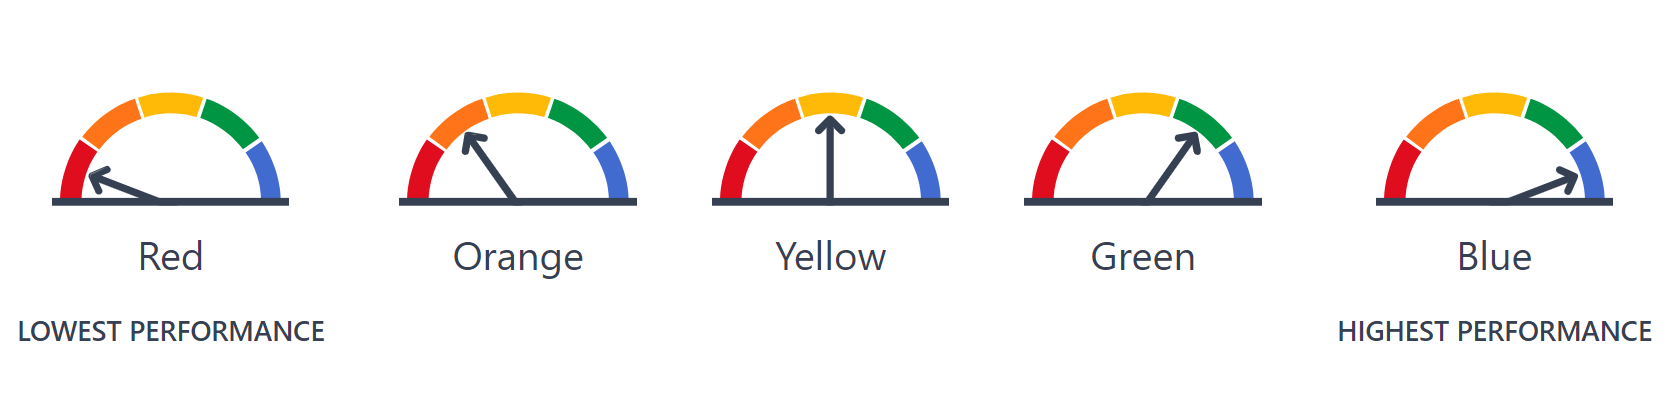 Red
Orange
Yellow
Green
Blue
LOWEST PERFORMANCE
HIGHEST PERFORMANCE